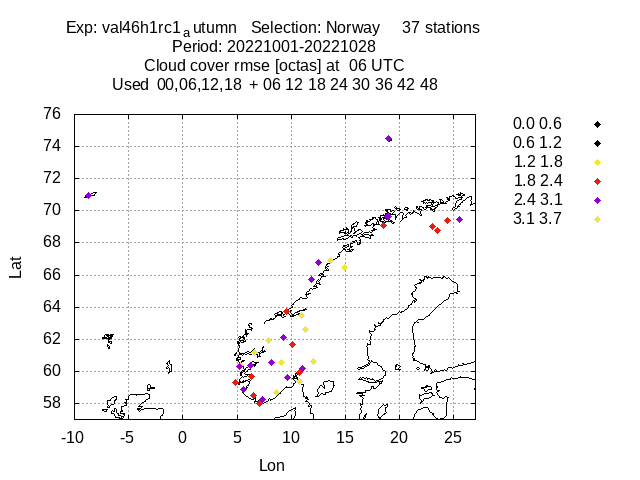 Exp: val46h1rc1autumn Selection: Norway 37 stations
Period: 20221001-20221028
Cloud cover rmse [octas] at 06 UTC
Used 00,06,12,18 + 06 12 18 24 30 36 42 48
76
74
72
70
68
66
64
62
60
58
Lat
-10 -5 0 5 10 15 20 25
Lon
0.0 0.6
0.6 1.2
1.2 1.8
1.8 2.4
2.4 3.1
3.1 3.7